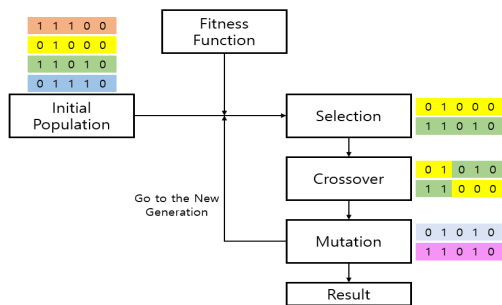 1 1 1 0 0
0 1 0 0 0
1 1 0 1 0
0 1 1 1 0
Fitness
Function
Initial
Population
Selection
0 1 0 0 0
1 1 0 1 0
Crossover
0 1 0 1 0
1 1 0 0 0
Go to the New
Generation
Mutation
0 1 0 1 0
1 1 0 1 0
Result